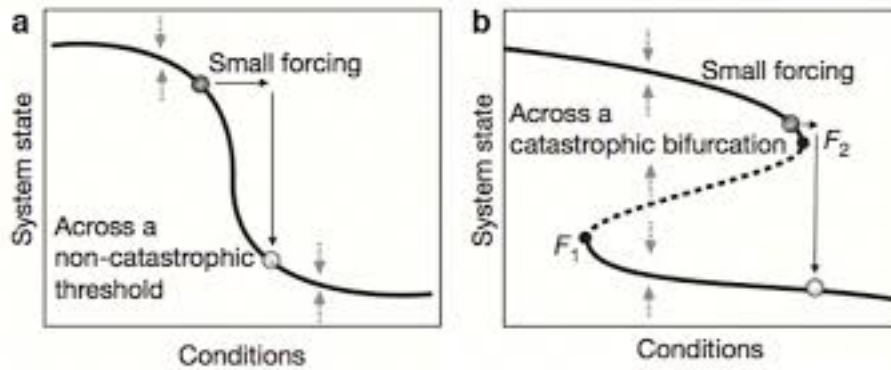 a
Small forcing
Across a
non-catastrophic
threshold
System state
Conditions
b
Small forcing
Across a
catastrophic bifurcation
F2
F1
System state
Conditions